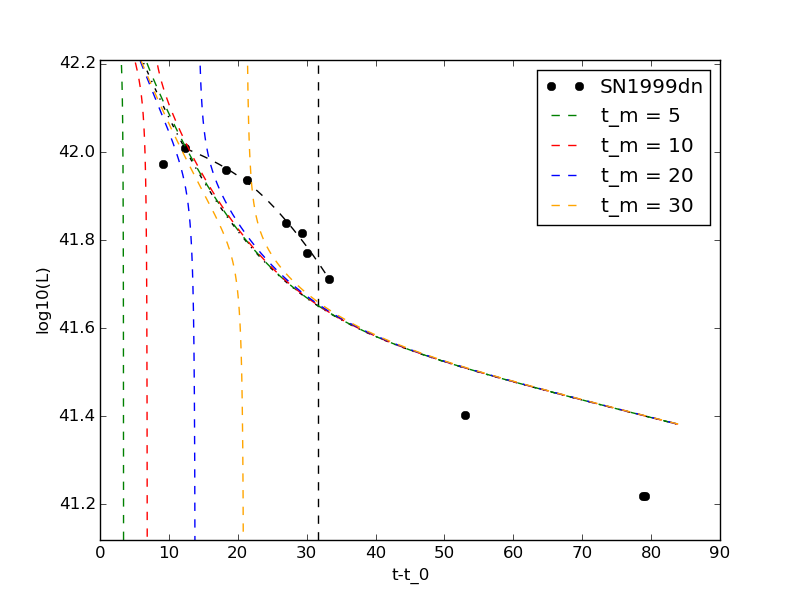 42.2
42.0
41.8
41.6
41.4
41.2
log10(L)
0 10 20 30 40 50 60 70 80 90
t-t_0
SN1999dn
t_m = 5
t_m = 10
t_m = 20
t_m = 30